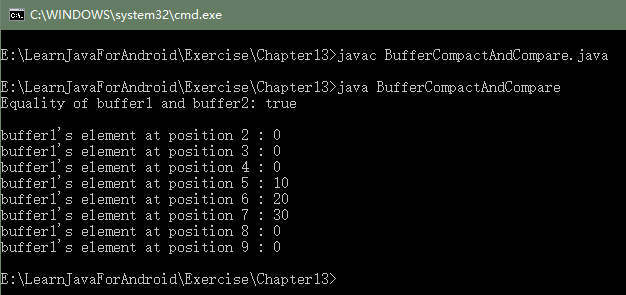 C:\WINDOWS\system32\cmd.exe
E:\LearnJavaForAndroid\Exercise\Chapter13>javac BufferCompactAndCompare.java
E:\LearnJavaForAndroid\Exercise\Chapter13>java BufferCompactAndCompare
Equality of buffer1 and buffer2: true
buffer1's element at position 2 : 0
buffer1's element at position 3 : 0
buffer1's element at position 4 : 0
buffer1's element at position 5 : 10
buffer1's element at position 6 : 20
buffer1's element at position 7 : 30
buffer1's element at position 8 : 0
buffer1's element at position 9 : 0
E:\LearnJavaForAndroid\Exercise\Chapter13>